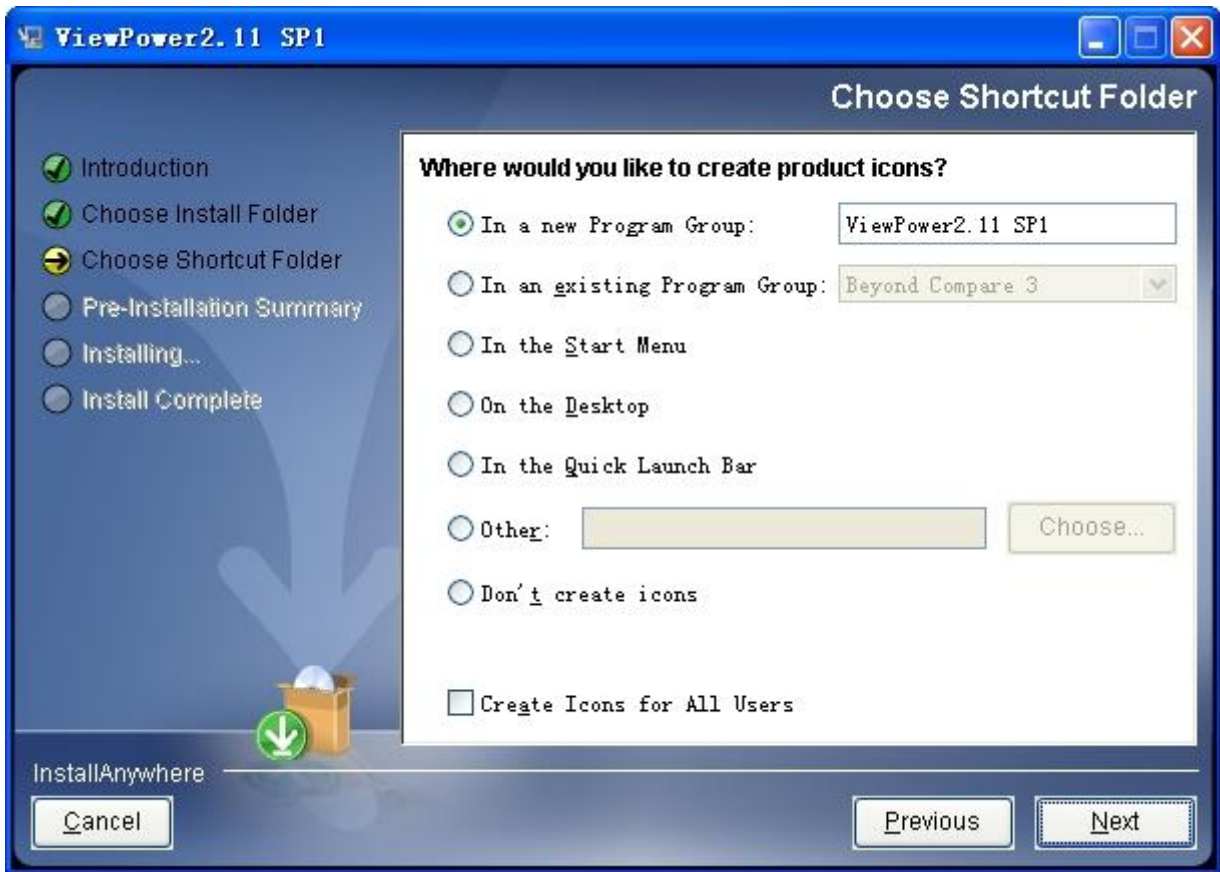 ViewPower2.11 SP1
Choose Shortcut Folder
Introduction
Choose Install Folder
Choose Shortcut Folder
Pre-Installation Summary
Installing...
Install Complete
Where would you like to create product icons?
In a new Program Group: ViewPower2.11 SP1
In an existing Program Group: Beyond Compare 3
In the Start Menu
On the Desktop
In the Quick Launch Bar
Other: Choose...
Don't create icons
Create Icons for All Users
InstallAnywhere
Cancel Previous Next